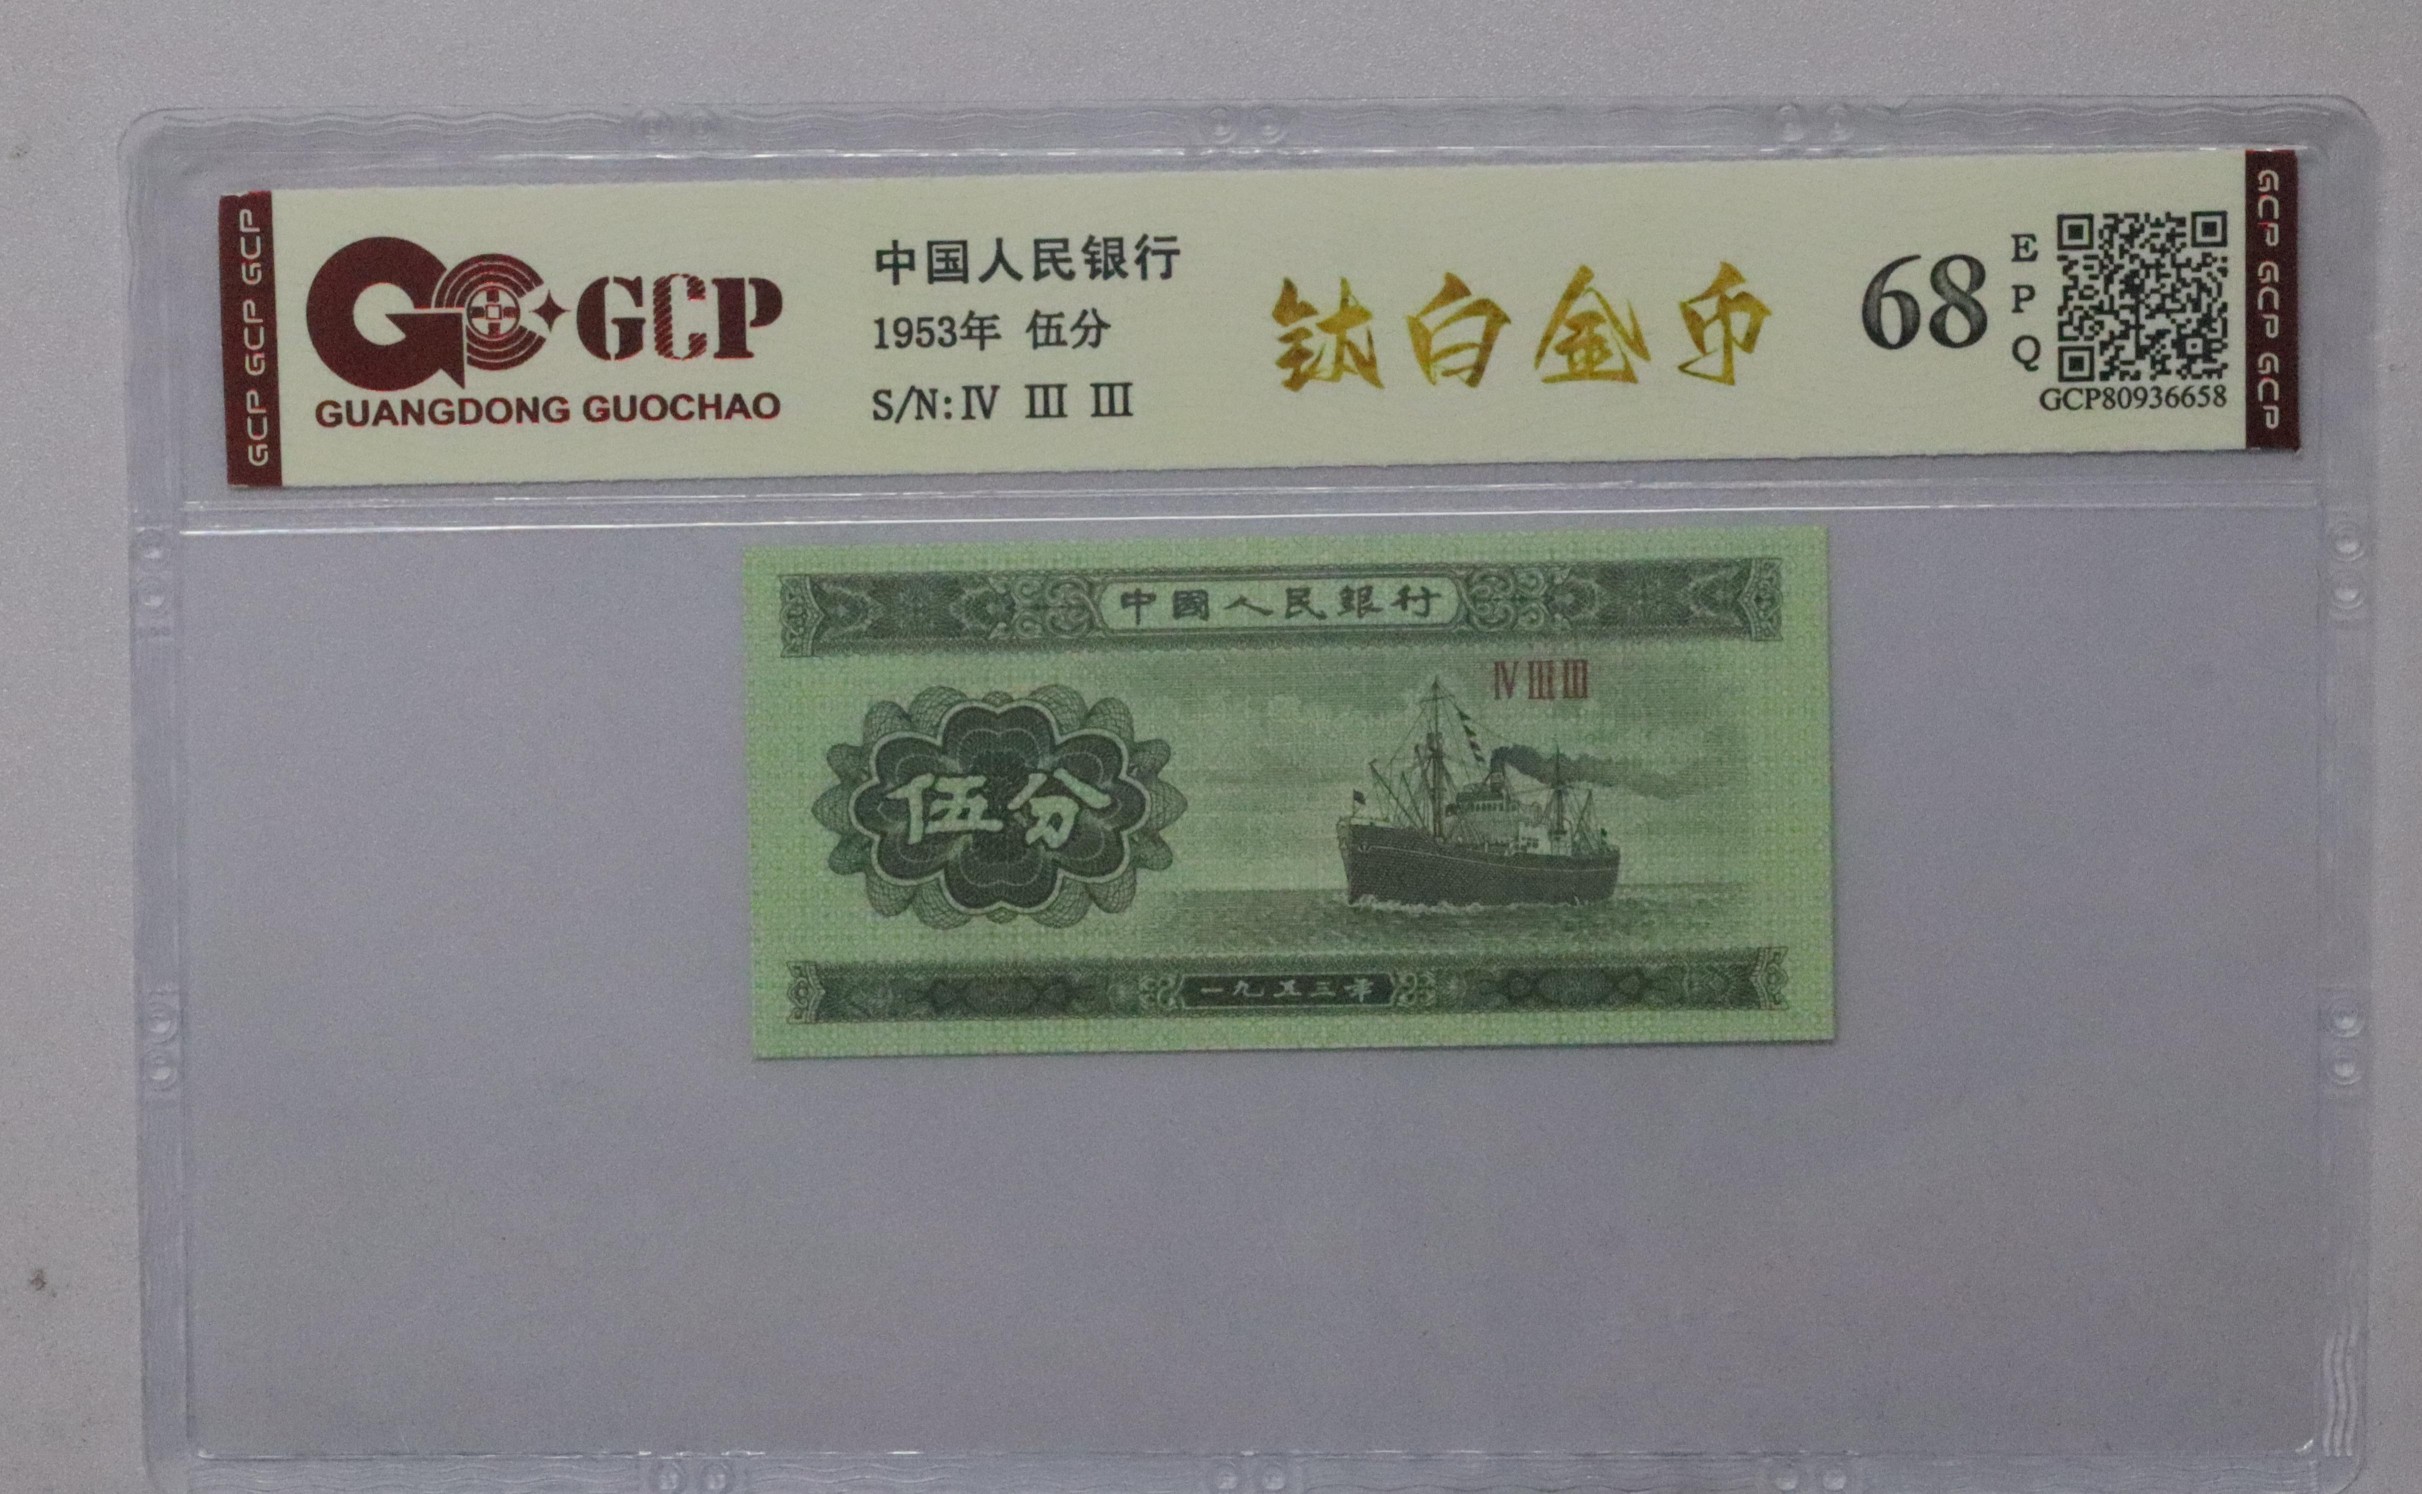 GCP GCP GCP
GCP
GUANGDONG GUOCHAO
中国人民银行
1953年 伍分
S/N: Ⅳ Ⅲ Ⅲ
钛白金币
68
E
P
Q
GCP80936658
GCP GCP GCP
中國人民銀行
Ⅳ Ⅲ Ⅲ
伍分
一九五三年